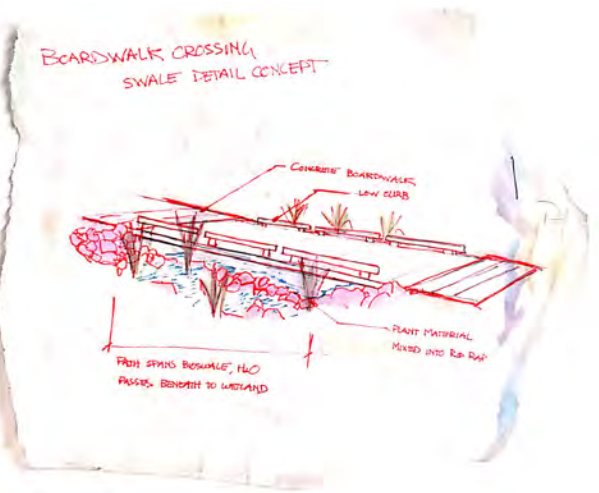 BOARDWALK CROSSING
SWALE DETAIL CONCEPT
CONCRETE BOARDWALK
LOW CURB
PLANT MATERIAL
MIXED INTO RIP RAP
PATH SPANS BIOSWALE, H2O
PASSES BENEATH TO WETLAND